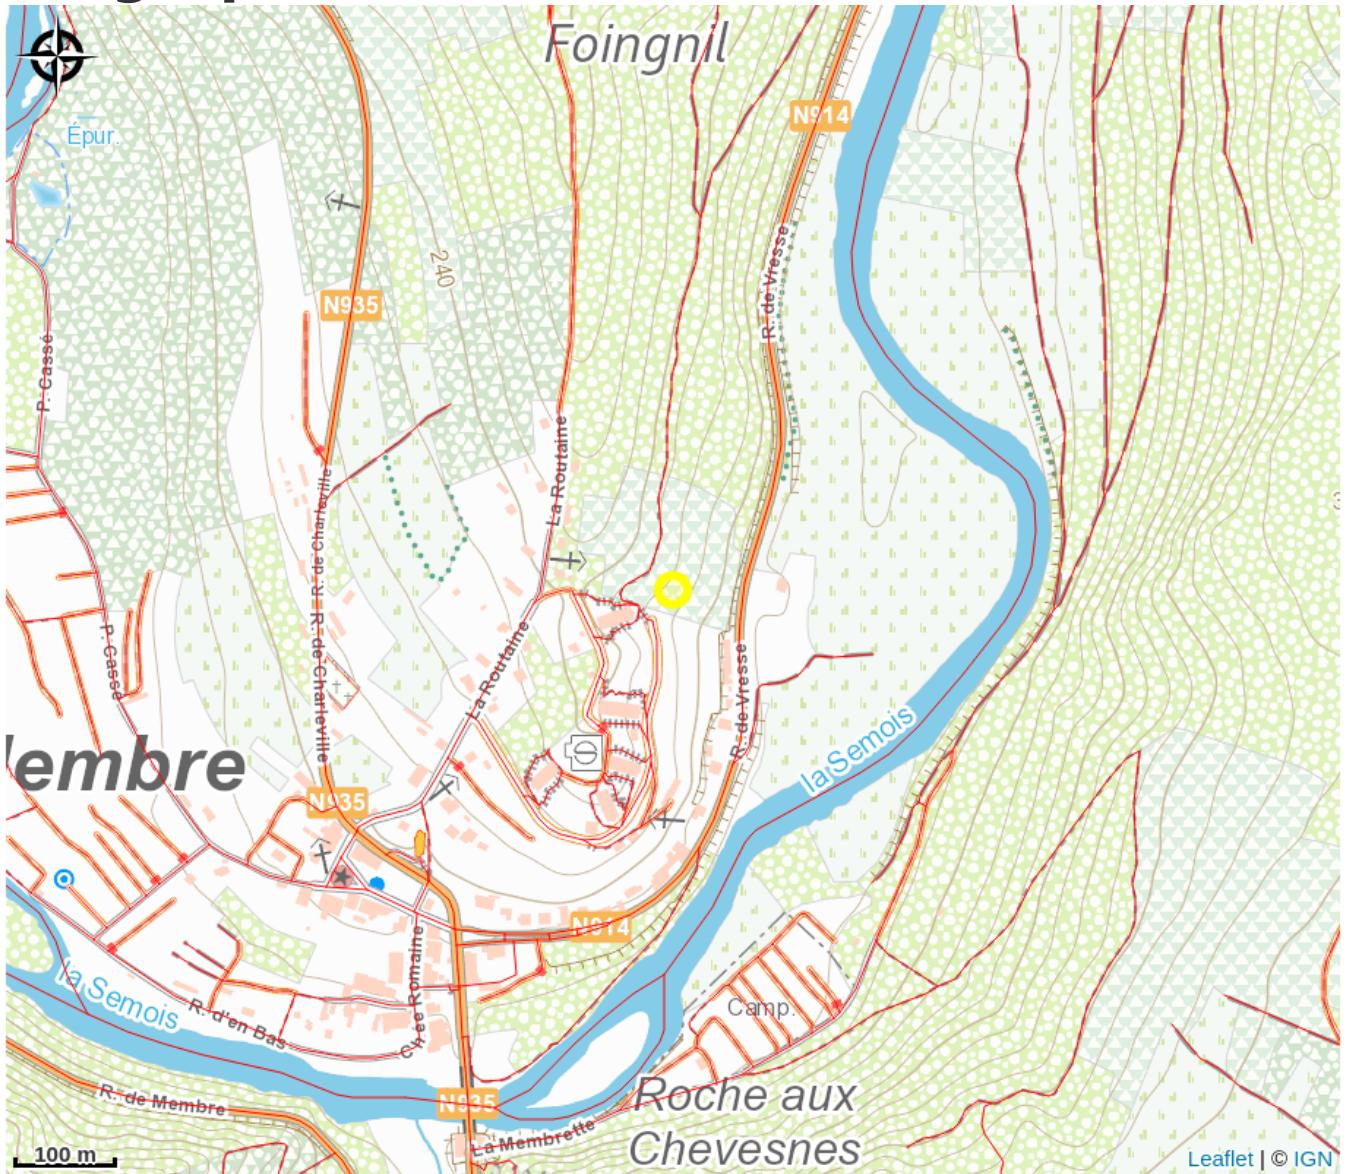 Foingnil
N914
Épur.
R. de Vresse
240
N935
P. Cassé
La Routaine
R. de Charleville
R. de Charleville
P. Cassé
La Routaine
R. de Vresse
la Semois
N935
N914
Chée Romaine
la Semois
R. d'en Bas
Camp.
R. de Membre
N935
Roche aux
Chevesnes
La Membrette
100 m
Leaflet | © IGN